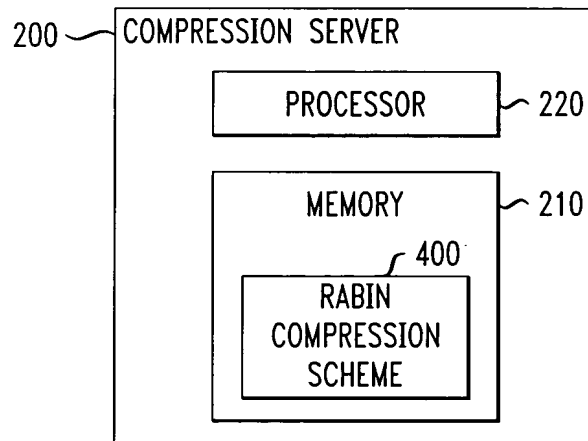 200 COMPRESSION SERVER
PROCESSOR 220
MEMORY 210
400
RABIN
COMPRESSION
SCHEME